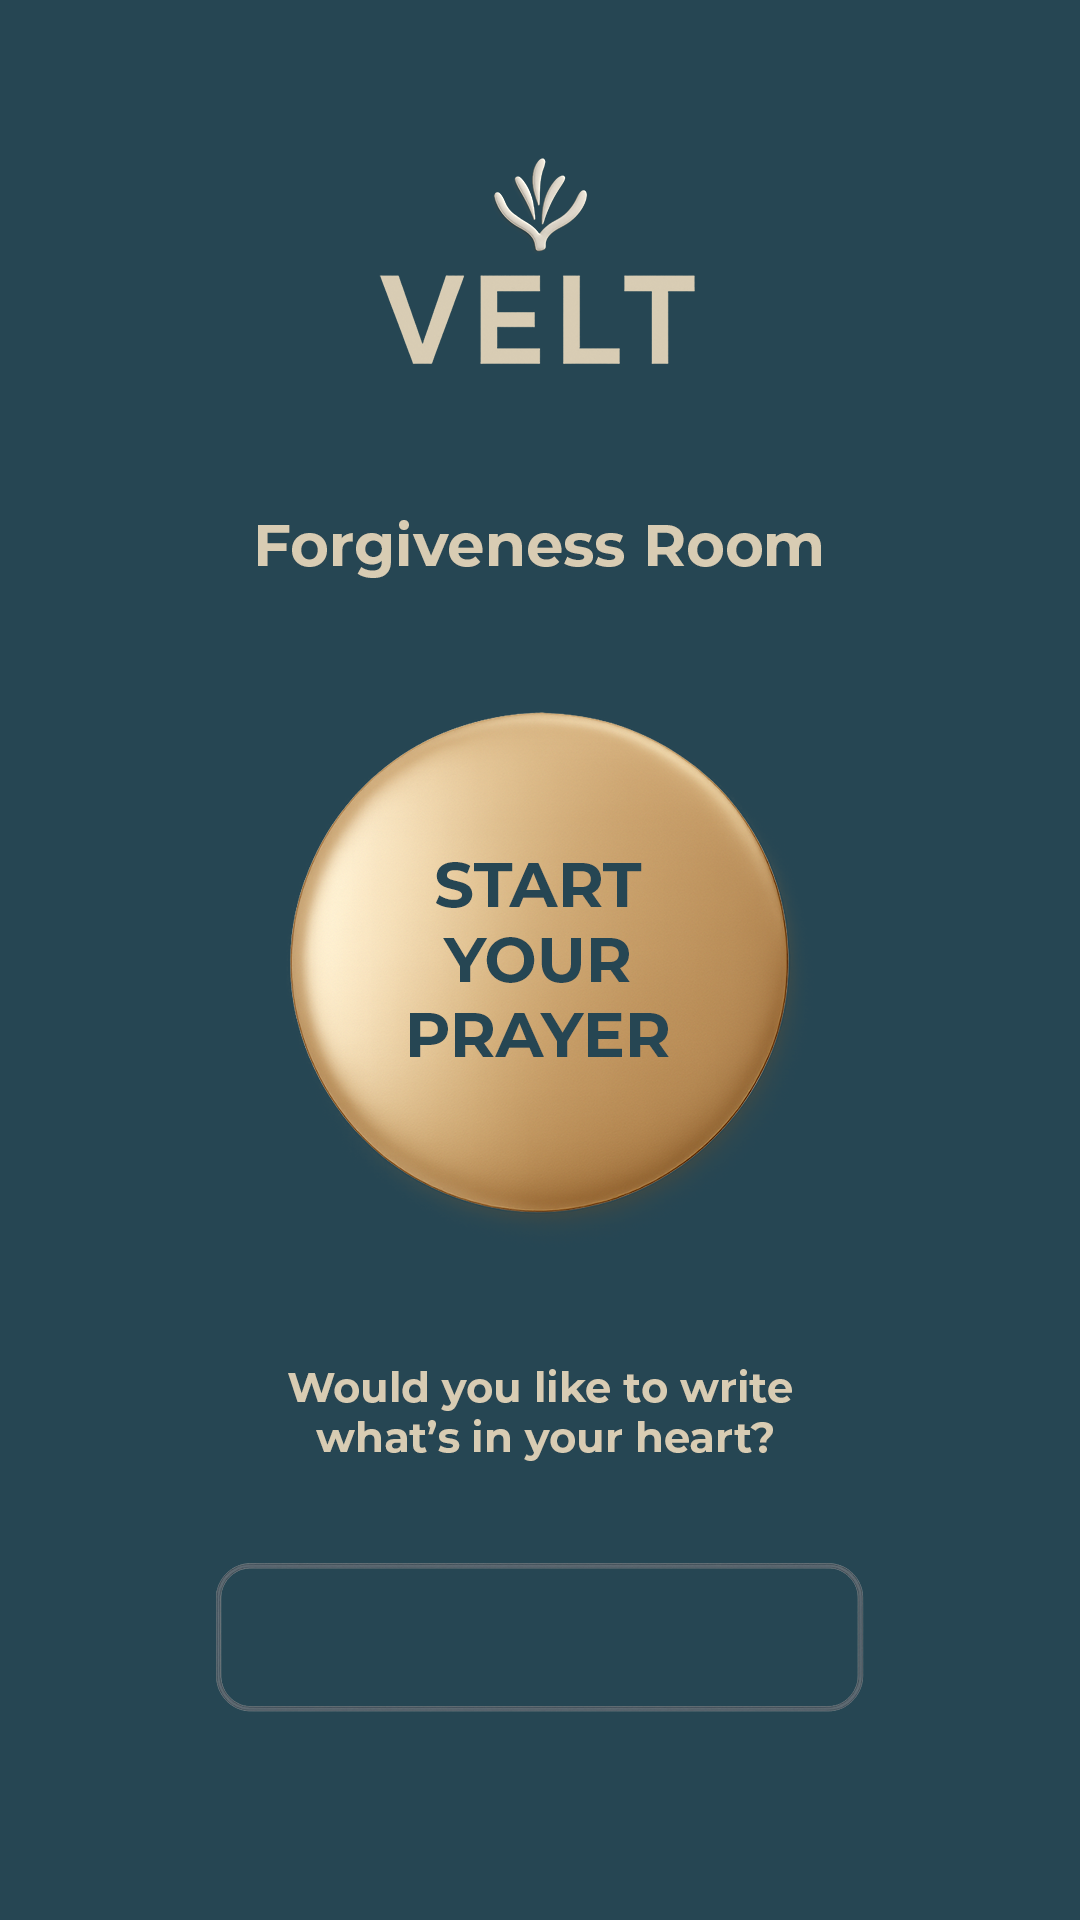 VELT
Forgiveness Room
START
YOUR
PRAYER
Would you like to write
what’s in your heart?